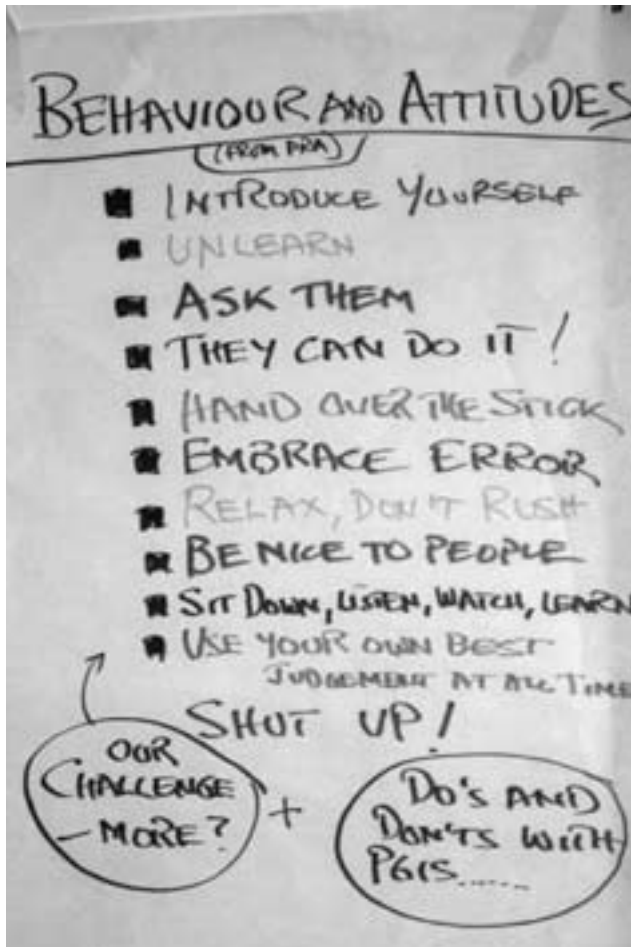 BEHAVIOUR AND ATTITUDES
(FROM PRA)
INTRODUCE YOURSELF
UNLEARN
ASK THEM
THEY CAN DO IT!
HAND OVER THE STICK
EMBRACE ERROR
RELAX, DON'T RUSH
BE NICE TO PEOPLE
SIT DOWN, LISTEN, WATCH, LEARN
USE YOUR OWN BEST
JUDGEMENT AT ALL TIME
SHUT UP!
OUR
CHALLENGE
— MORE?
+
DO'S AND
DON'TS WITH
PGIS......